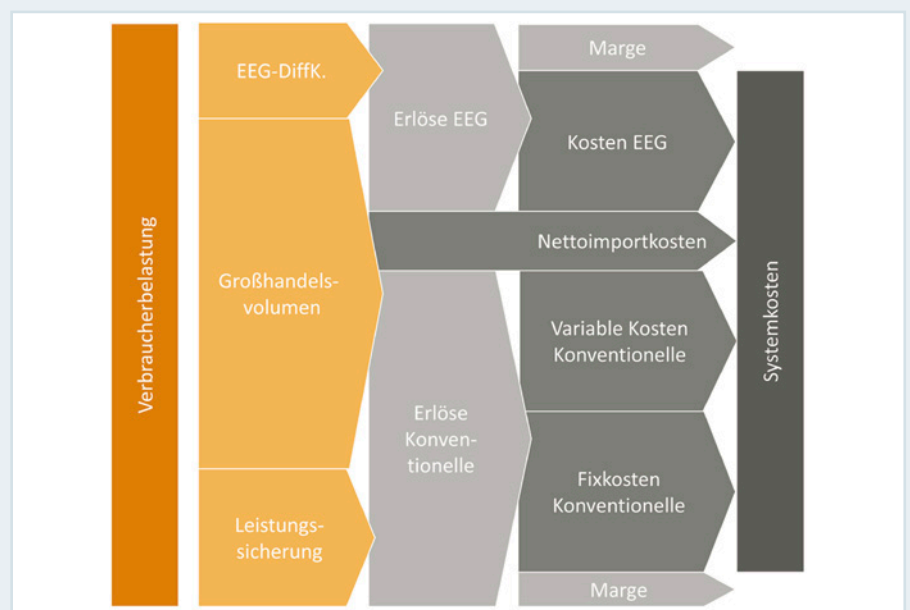 Verbraucherbelastung
EEG-DiffK.
Großhandels-
volumen
Leistungs-
sicherung
Erlöse EEG
Erlöse
Konven-
tionelle
Marge
Kosten EEG
Nettoimportkosten
Variable Kosten
Konventionelle
Fixkosten
Konventionelle
Marge
Systemkosten